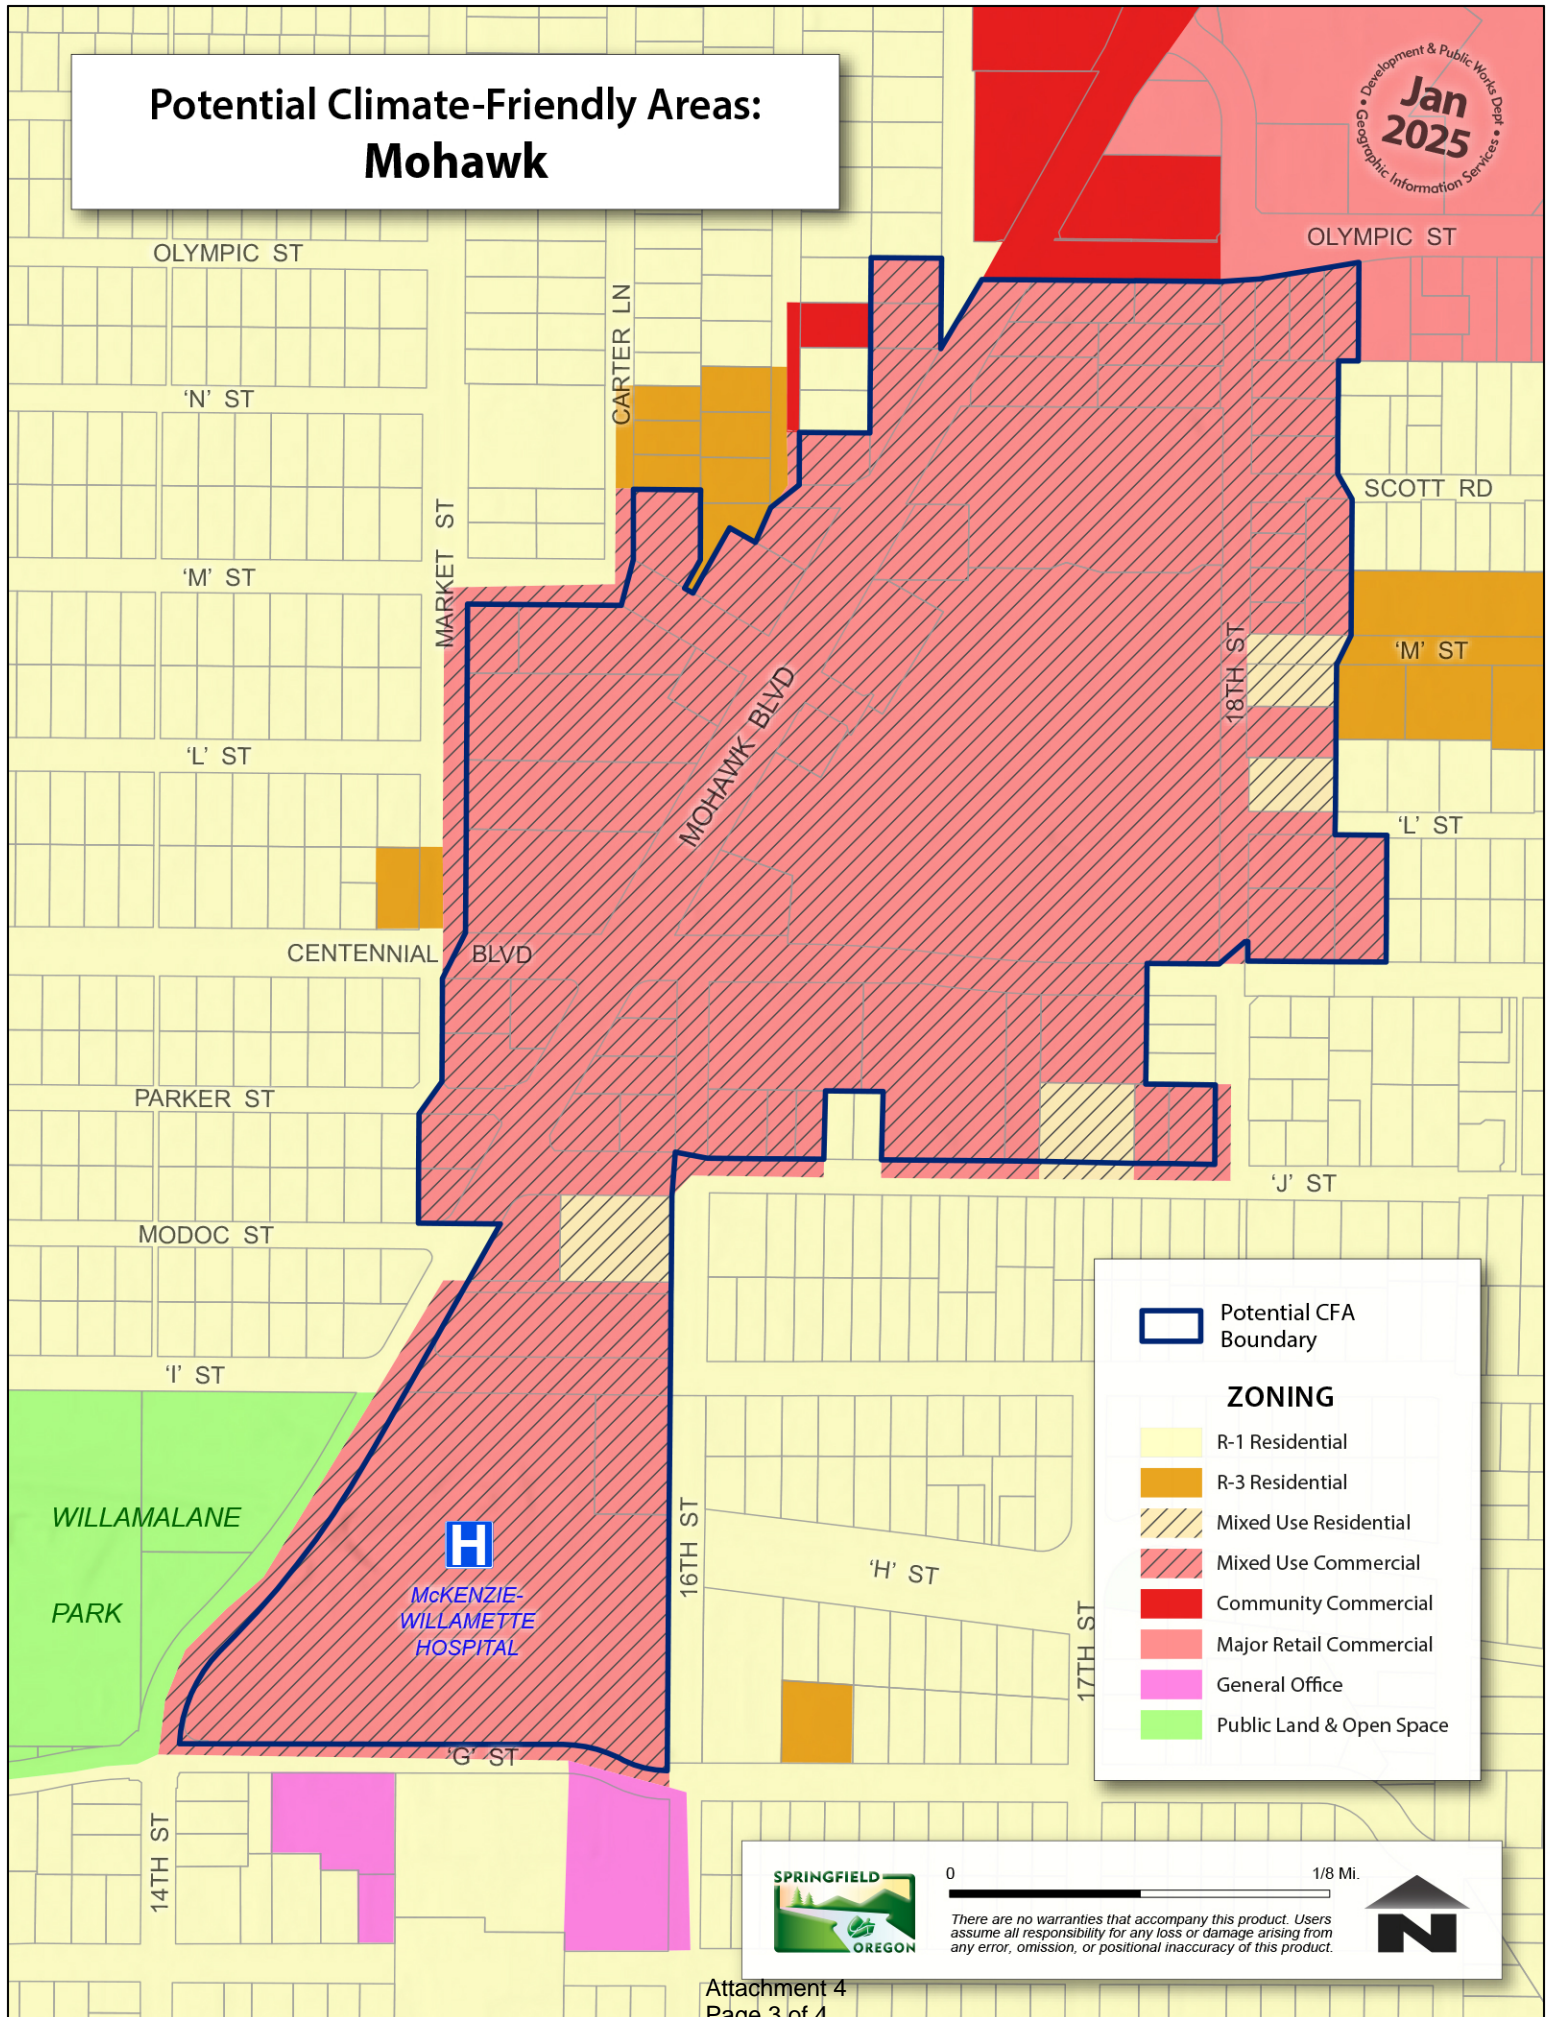 Potential Climate-Friendly Areas:
Mohawk
• Development & Public Works Dept •
Geographic Information Services
Jan
2025
OLYMPIC ST
OLYMPIC ST
CARTER LN
'N' ST
MARKET ST
SCOTT RD
'M' ST
'M' ST
18TH ST
MOHAWK BLVD
'L' ST
'L' ST
CENTENNIAL BLVD
PARKER ST
'J' ST
MODOC ST
'I' ST
WILLAMALANE
PARK
H
McKENZIE-
WILLAMETTE
HOSPITAL
16TH ST
'H' ST
17TH ST
'G' ST
14TH ST
Potential CFA
Boundary
ZONING
R-1 Residential
R-3 Residential
Mixed Use Residential
Mixed Use Commercial
Community Commercial
Major Retail Commercial
General Office
Public Land & Open Space
SPRINGFIELD
OREGON
0 1/8 Mi.
There are no warranties that accompany this product. Users
assume all responsibility for any loss or damage arising from
any error, omission, or positional inaccuracy of this product.
N
Attachment 4
Page 3 of 4